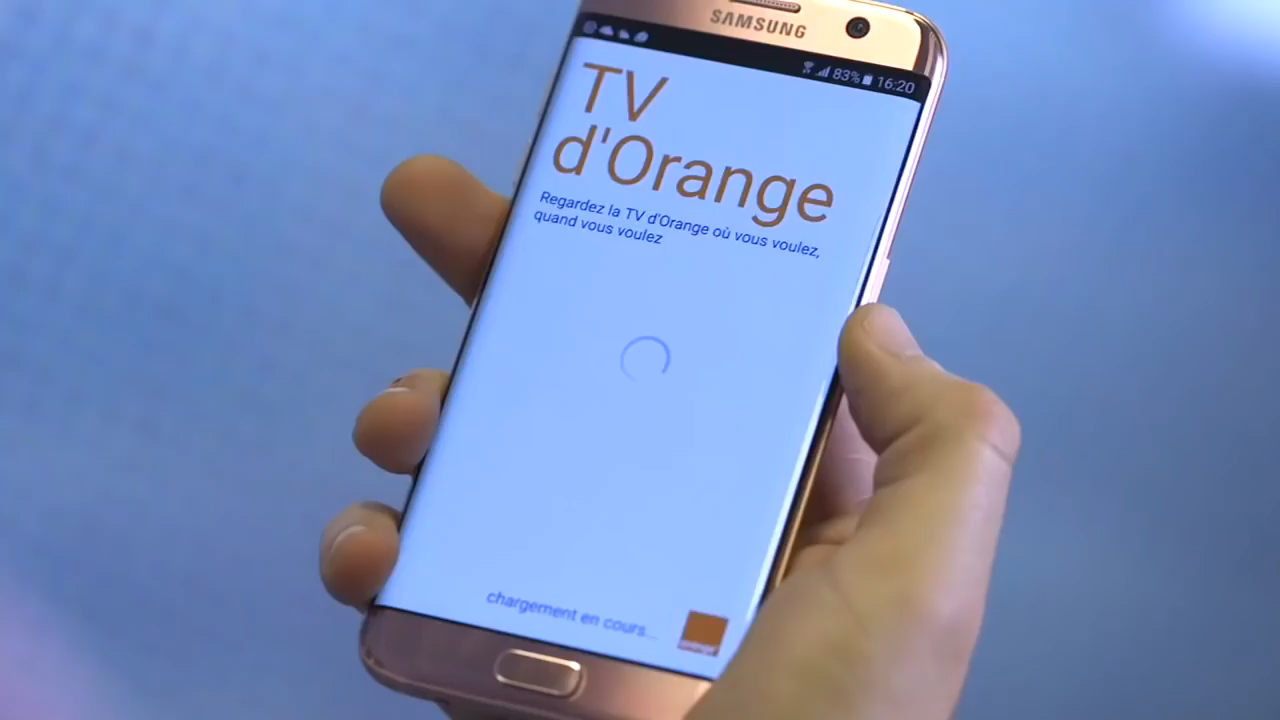 SAMSUNG
83% 16:20
TV
d'Orange
Regardez la TV d'Orange où vous voulez,
quand vous voulez
chargement en cours...